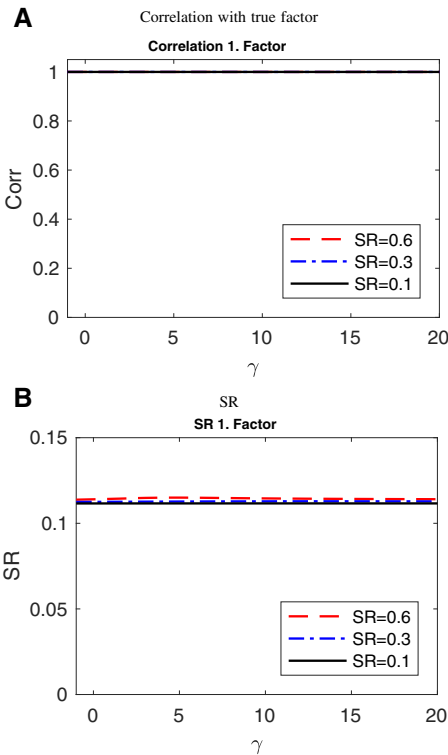 A
Correlation with true factor
Correlation 1. Factor
1
0.8
0.6
0.4
0.2
0
Corr
SR=0.6
SR=0.3
SR=0.1
0 5 10 15 20
γ
B
SR
SR 1. Factor
0.15
0.1
0.05
0
SR
SR=0.6
SR=0.3
SR=0.1
0 5 10 15 20
γ